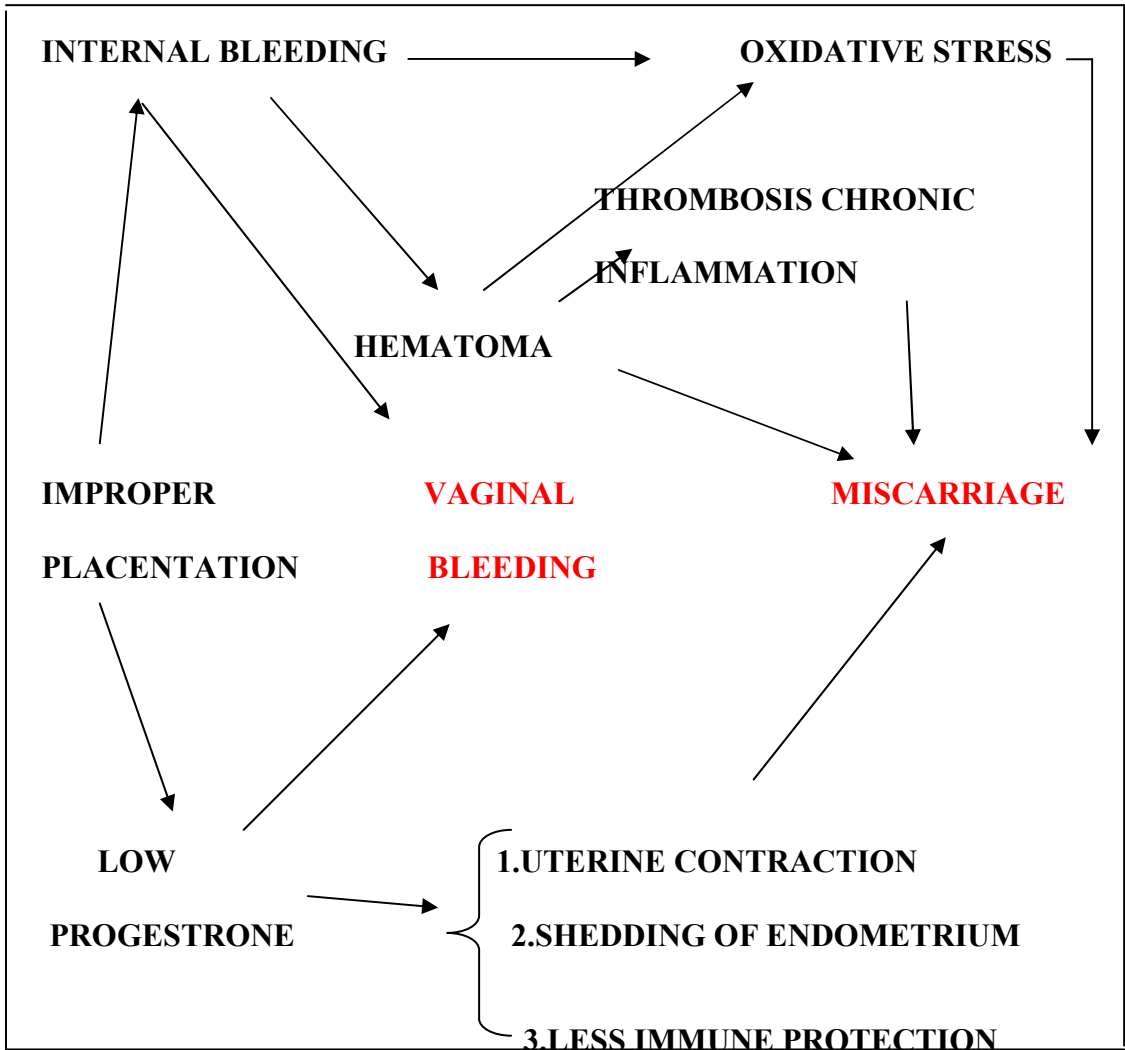 INTERNAL BLEEDING
OXIDATIVE STRESS
THROMBOSIS CHRONIC
INFLAMMATION
HEMATOMA
IMPROPER
PLACENTATION
VAGINAL
BLEEDING
MISCARRIAGE
LOW
PROGESTRONE
1.UTERINE CONTRACTION
2.SHEDDING OF ENDOMETRIUM
3.LESS IMMUNE PROTECTION